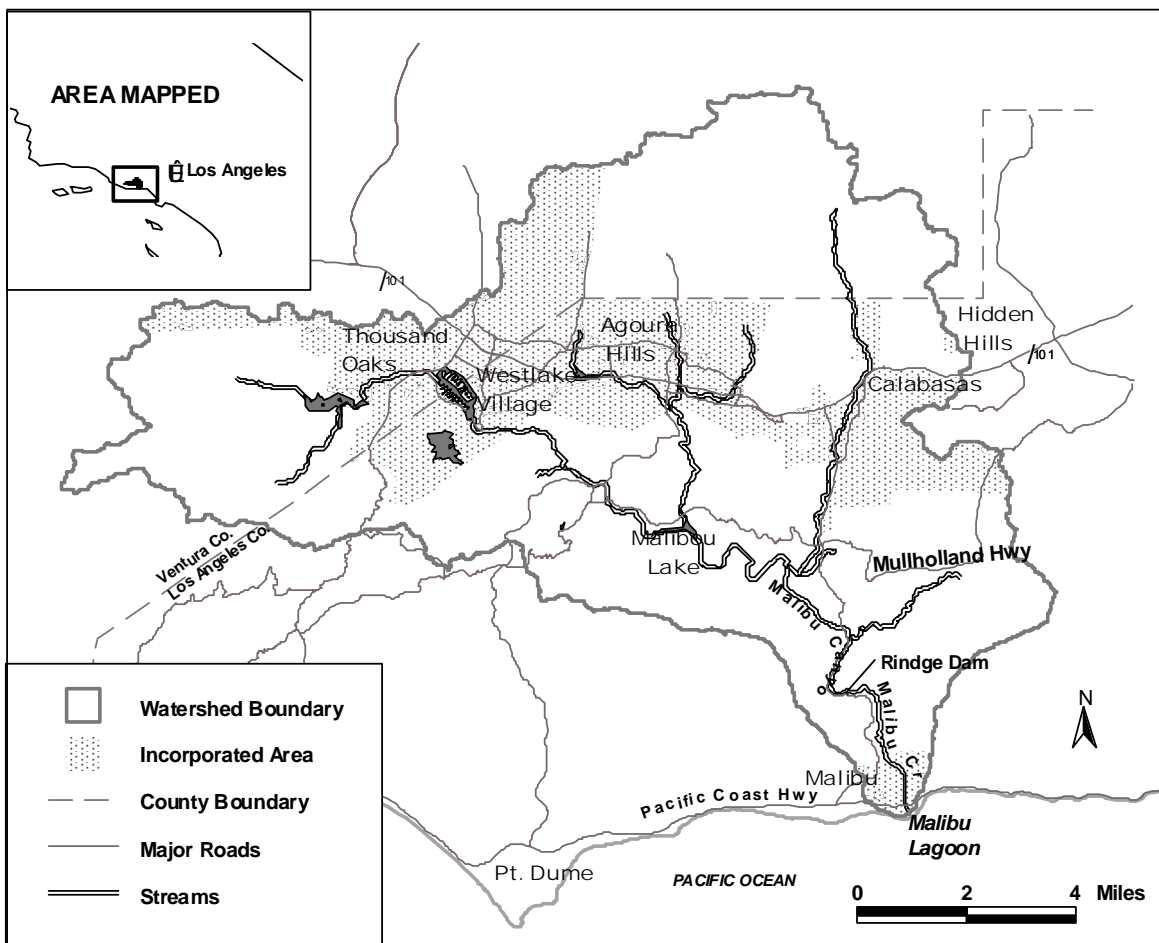 AREA MAPPED
Los Angeles
101
Thousand
Oaks
Westlake
Village
Agoura
Hills
Hidden
Hills
101
Calabasas
Ventura Co.
Los Angeles Co.
Malibou
Lake
Mullholland Hwy
Malibu Canyo
Rindge Dam
Malibu Cr
Malibu
Pacific Coast Hwy
Malibu
Lagoon
Pt. Dume
PACIFIC OCEAN
N
0 2 4 Miles
Watershed Boundary
Incorporated Area
County Boundary
Major Roads
Streams